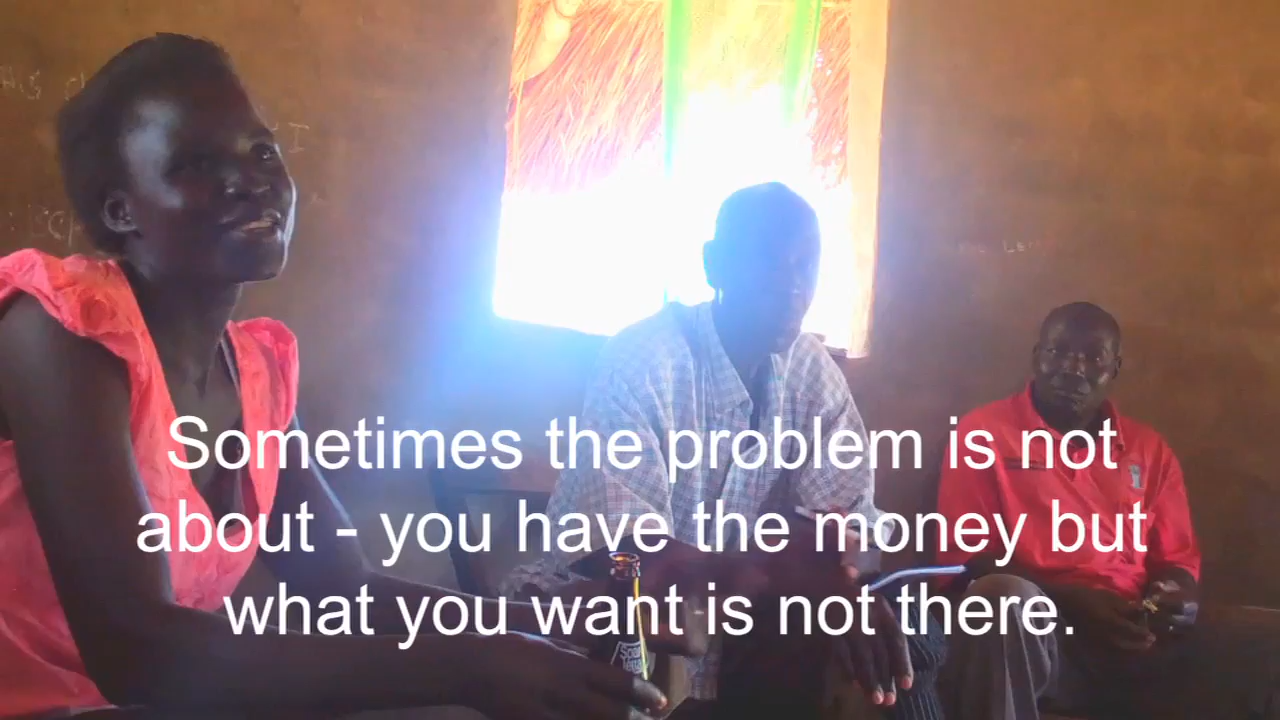 Sometimes the problem is not
about - you have the money but
what you want is not there.